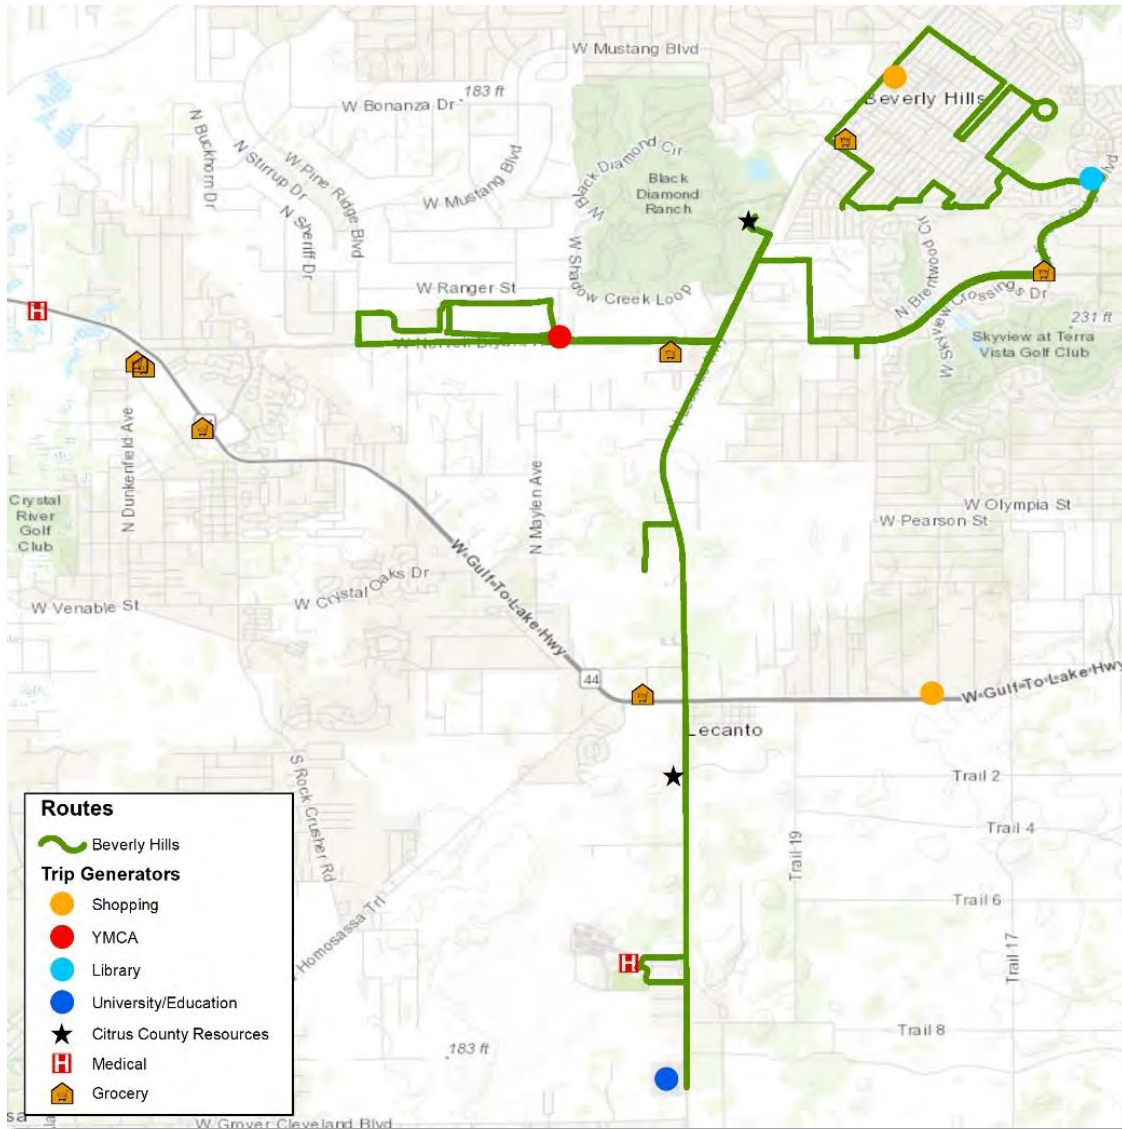 W Mustang Blvd
183 ft
W Bonanza Dr
Beverly Hills
N Buckhorn Dr
N Stirrup Dr
W Pine Ridge Blvd
W Mustang Blvd
W Black Diamond Cir
Black
Diamond
Ranch
N Sheriff Dr
W Shadow Creek Loop
N Brentwood Cir
W Skyview Crossings Dr
W Ranger St
H
231 ft
Skyview at Terra
Vista Golf Club
N Dunkenfield Ave
N Maylen Ave
Crystal
River
Golf
Club
W Olympia St
W Pearson St
W Crystal Oaks Dr
W Venable St
W Gulf-To-Lake Hwy
44
W Gulf-To-Lake Hwy
Lecanto
Trail 2
S Rock Crusher Rd
Trail 4
Trail 19
Trail 6
Homosassa Trl
Trail 17
H
Trail 8
183 ft
W Grover Cleveland Blvd
Routes
Beverly Hills
Trip Generators
Shopping
YMCA
Library
University/Education
Citrus County Resources
H Medical
Grocery